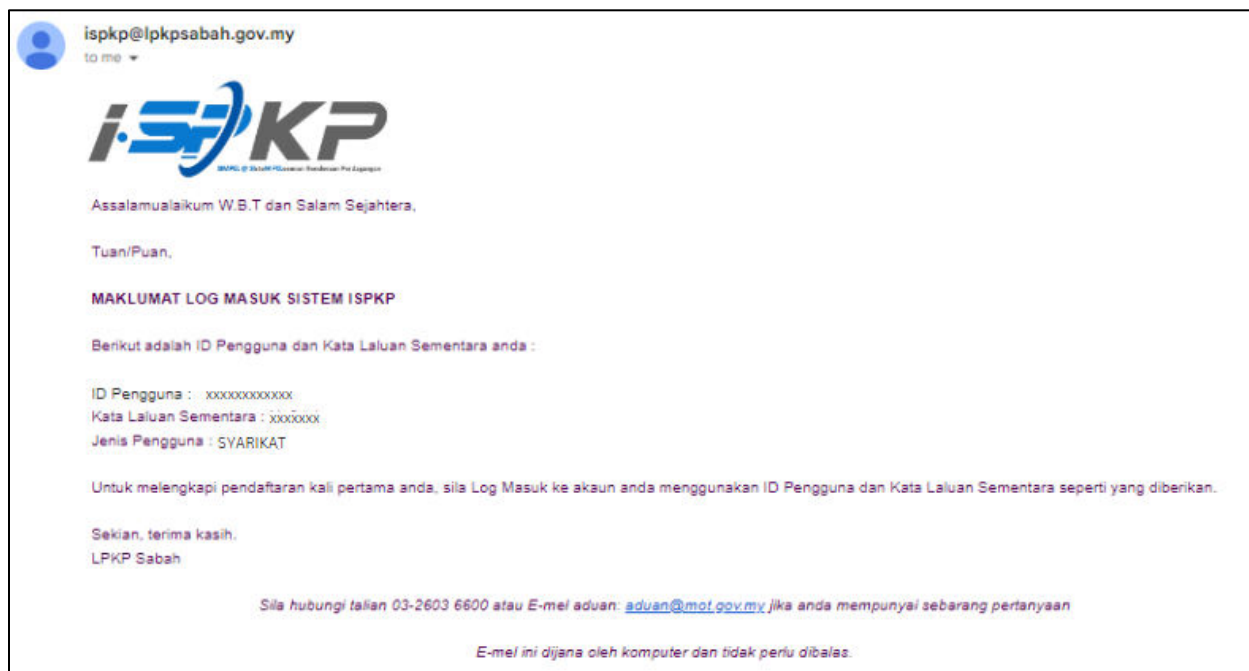 ispkp@lpkpsabah.gov.my
to me
i·SPKP
Assalamualaikum W.B.T dan Salam Sejahtera,
Tuan/Puan,
MAKLUMAT LOG MASUK SISTEM ISPKP
Berikut adalah ID Pengguna dan Kata Laluan Sementara anda :
ID Pengguna : xxxxxxxxxxxx
Kata Laluan Sementara : xxxxxxx
Jenis Pengguna : SYARIKAT
Untuk melengkapi pendaftaran kali pertama anda, sila Log Masuk ke akaun anda menggunakan ID Pengguna dan Kata Laluan Sementara seperti yang diberikan.
Sekian, terima kasih.
LPKP Sabah
Sila hubungi talian 03-2603 6600 atau E-mel aduan: aduan@mot.gov.my jika anda mempunyai sebarang pertanyaan
E-mel ini dijana oleh komputer dan tidak perlu dibalas.